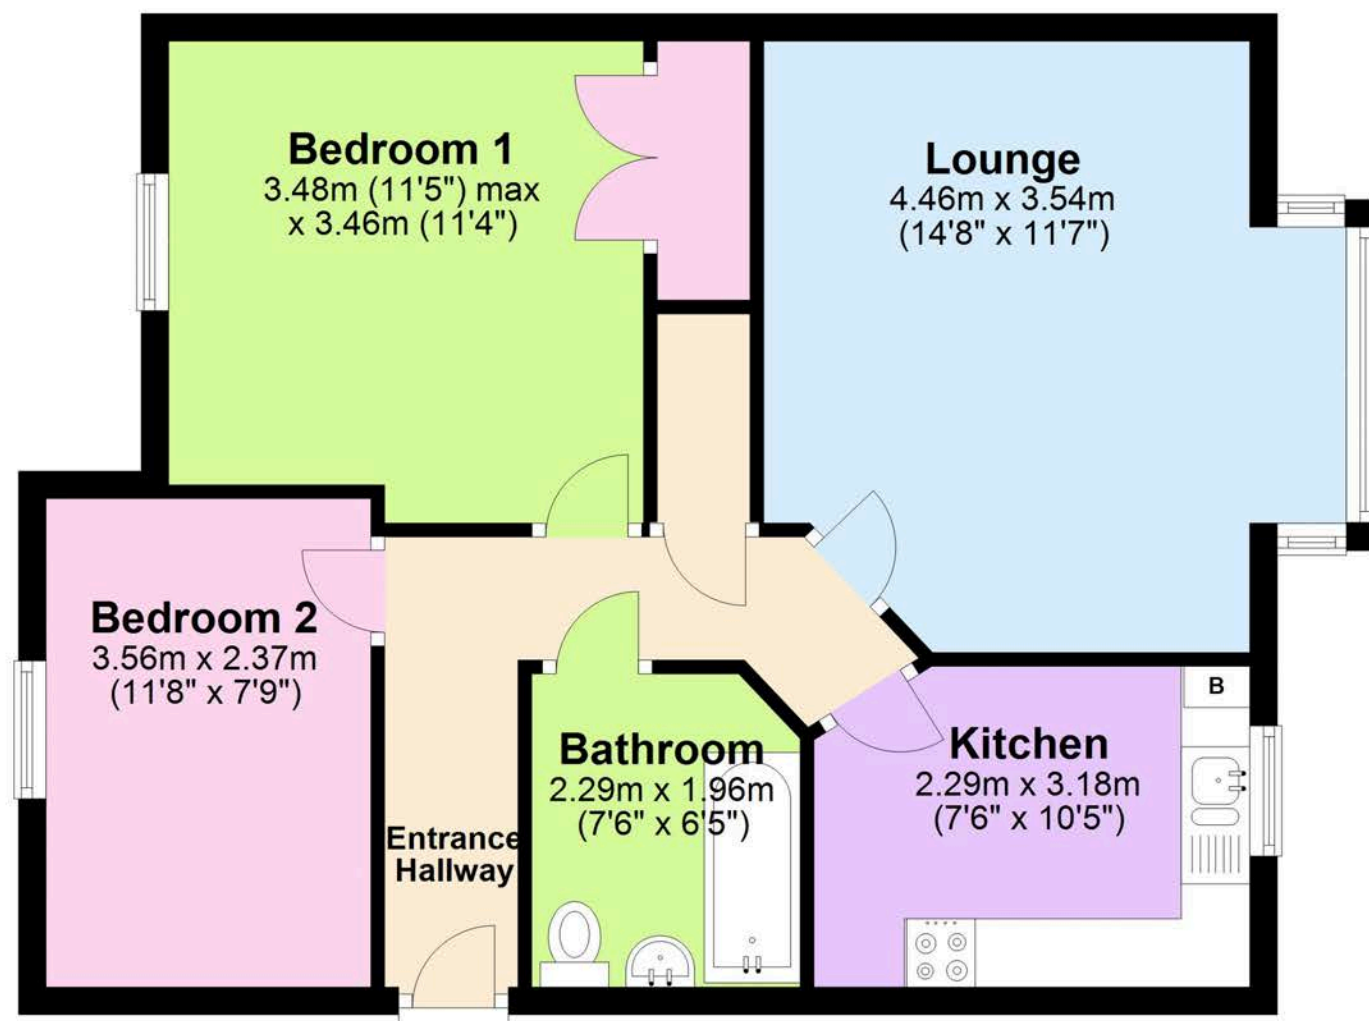 Bedroom 1
3.48m (11'5") max
x 3.46m (11'4")
Lounge
4.46m x 3.54m
(14'8" x 11'7")
Bedroom 2
3.56m x 2.37m
(11'8" x 7'9")
Bathroom
2.29m x 1.96m
(7'6" x 6'5")
B
Kitchen
2.29m x 3.18m
(7'6" x 10'5")
Entrance
Hallway